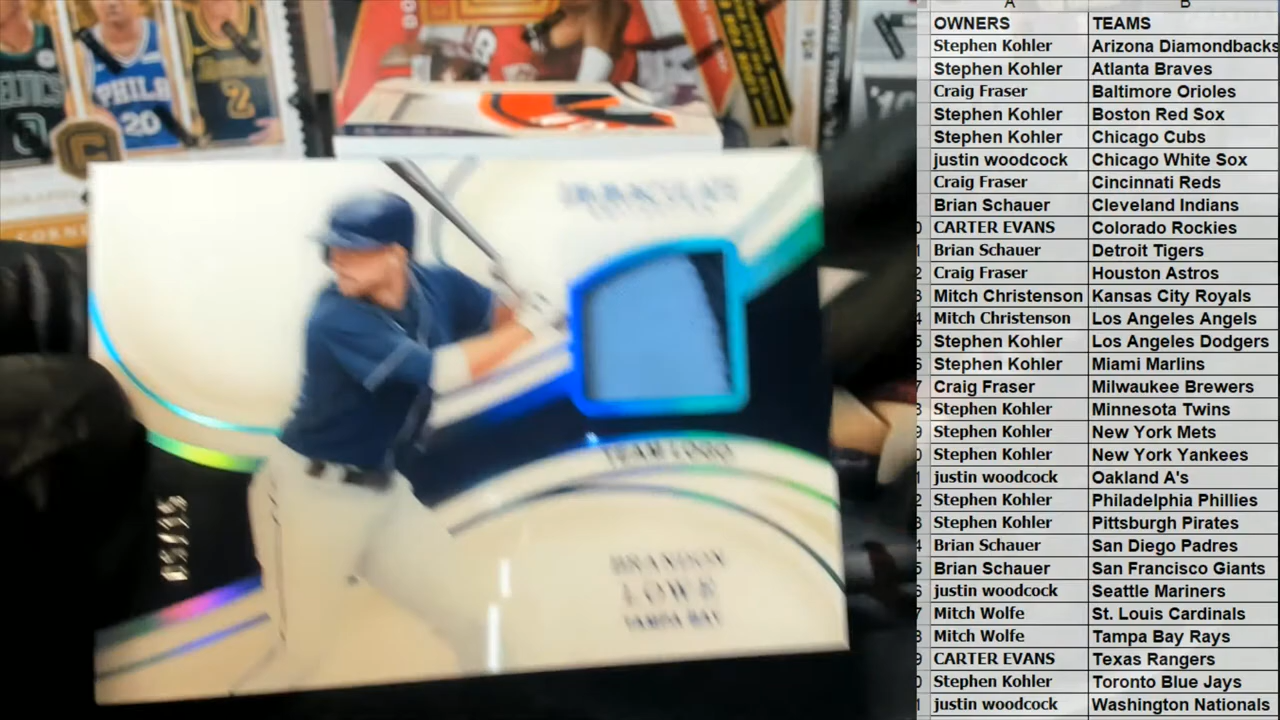 A B
OWNERS TEAMS
Stephen Kohler Arizona Diamondbacks
Stephen Kohler Atlanta Braves
Craig Fraser Baltimore Orioles
Stephen Kohler Boston Red Sox
Stephen Kohler Chicago Cubs
justin woodcock Chicago White Sox
Craig Fraser Cincinnati Reds
Brian Schauer Cleveland Indians
CARTER EVANS Colorado Rockies
Brian Schauer Detroit Tigers
Craig Fraser Houston Astros
Mitch Christenson Kansas City Royals
Mitch Christenson Los Angeles Angels
Stephen Kohler Los Angeles Dodgers
Stephen Kohler Miami Marlins
Craig Fraser Milwaukee Brewers
Stephen Kohler Minnesota Twins
Stephen Kohler New York Mets
Stephen Kohler New York Yankees
justin woodcock Oakland A's
Stephen Kohler Philadelphia Phillies
Stephen Kohler Pittsburgh Pirates
Brian Schauer San Diego Padres
Brian Schauer San Francisco Giants
justin woodcock Seattle Mariners
Mitch Wolfe St. Louis Cardinals
Mitch Wolfe Tampa Bay Rays
CARTER EVANS Texas Rangers
Stephen Kohler Toronto Blue Jays
justin woodcock Washington Nationals
PHILA
20
2
BRANDON
LOWE
TAMPA BAY